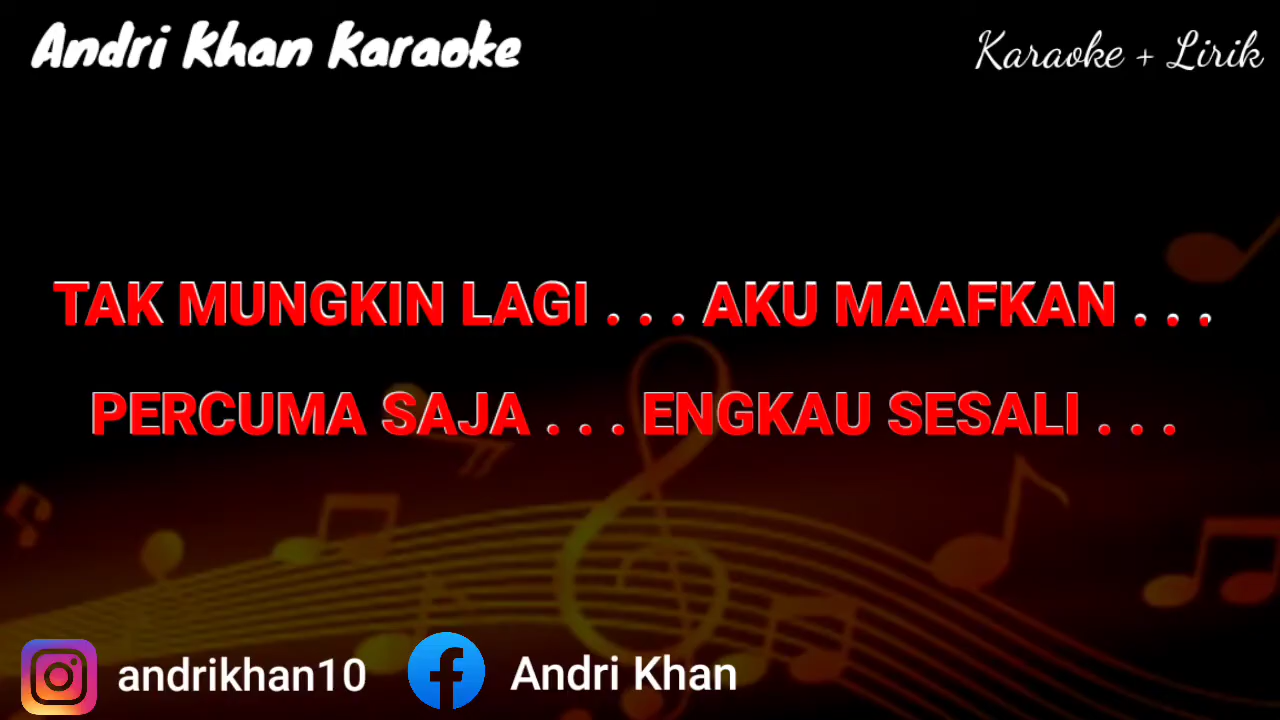 Andri Khan Karaoke
Karaoke + Lirik
TAK MUNGKIN LAGI . . . AKU MAAFKAN . . .
PERCUMA SAJA . . . ENGKAU SESALI . . .
andrikhan10
Andri Khan